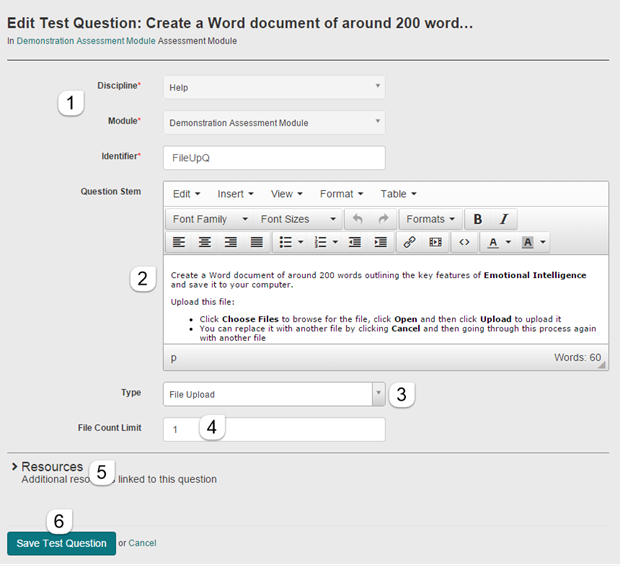 Edit Test Question: Create a Word document of around 200 word…
In Demonstration Assessment Module Assessment Module
1
Discipline*
Help
Module*
Demonstration Assessment Module
Identifier*
FileUpQ
Question Stem
Edit Insert View Format Table
Font Family Font Sizes Formats B I
A A
2
Create a Word document of around 200 words outlining the key features of Emotional Intelligence
and save it to your computer.
Upload this file:
• Click Choose Files to browse for the file, click Open and then click Upload to upload it
• You can replace it with another file by clicking Cancel and then going through this process again
with another file
p Words: 60
Type
File Upload
3
File Count Limit
1
4
Resources
5
Additional linked to this question
6
Save Test Question or Cancel